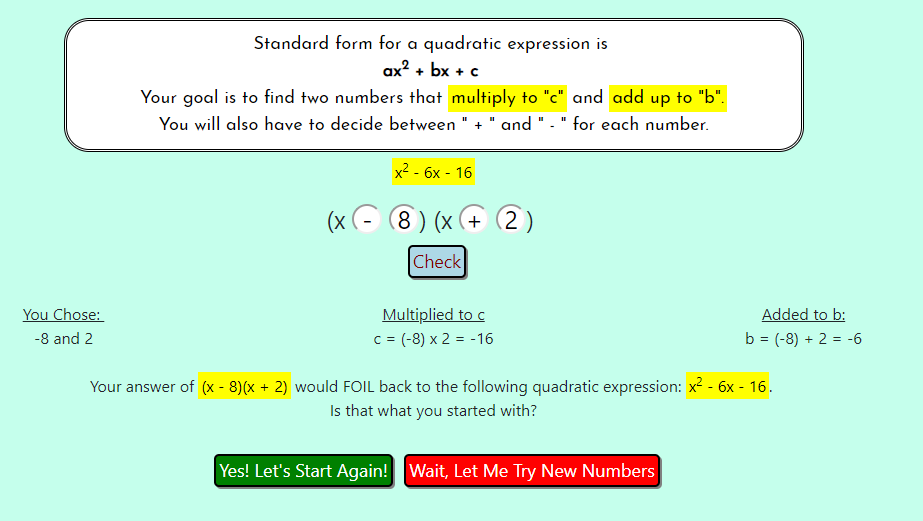 Standard form for a quadratic expression is
ax² + bx + c
Your goal is to find two numbers that multiply to "c" and add up to "b".
You will also have to decide between " + " and " - " for each number.
x² - 6x - 16
(x - 8) (x + 2)
Check
You Chose: Multiplied to c Added to b:
-8 and 2 c = (-8) x 2 = -16 b = (-8) + 2 = -6
Your answer of (x - 8)(x + 2) would FOIL back to the following quadratic expression: x² - 6x - 16.
Is that what you started with?
Yes! Let's Start Again! Wait, Let Me Try New Numbers